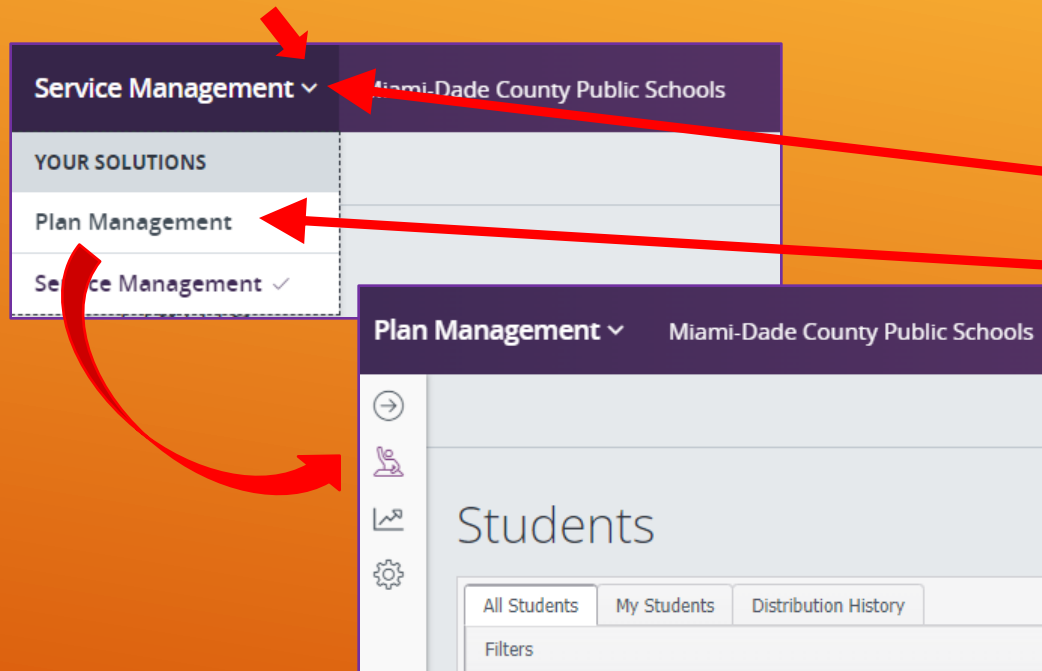 Service Management
Miami-Dade County Public Schools
YOUR SOLUTIONS
Plan Management
Service Management
Plan Management
Miami-Dade County Public Schools
Students
All Students
My Students
Distribution History
Filters